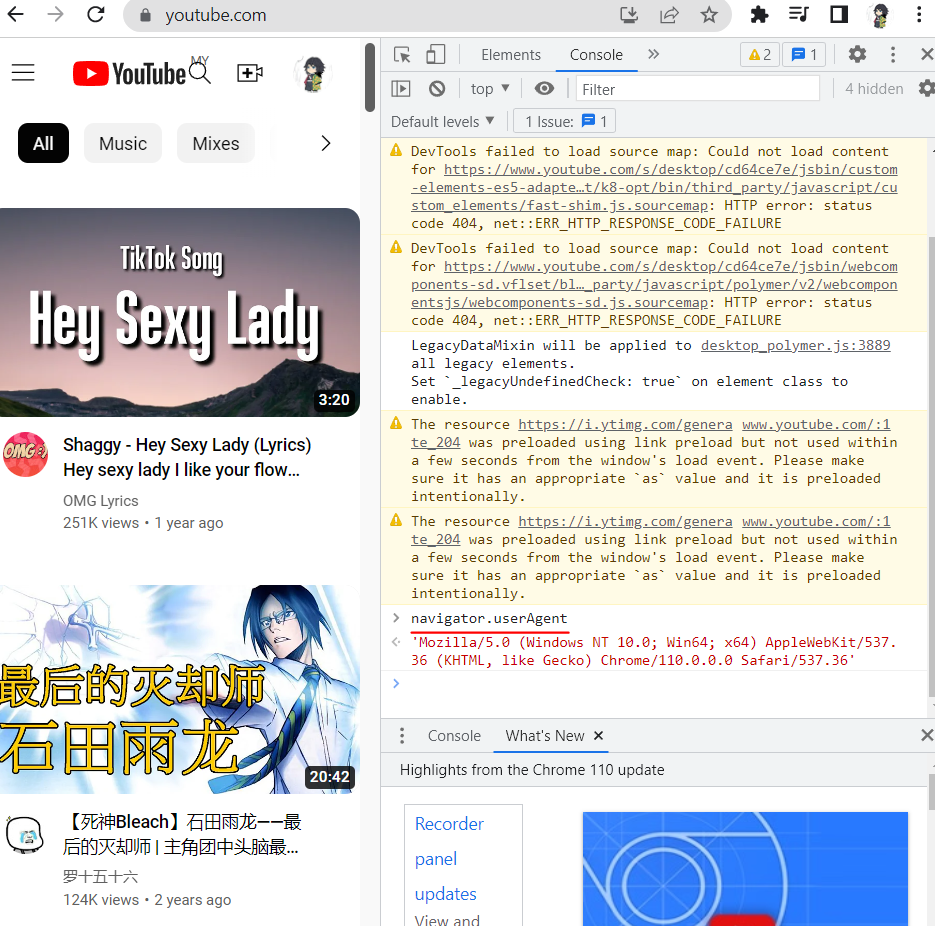 youtube.com
YouTube MY
All Music Mixes
TikTok Song
Hey Sexy Lady
3:20
OMG :)
Shaggy - Hey Sexy Lady (Lyrics)
Hey sexy lady I like your flow...
OMG Lyrics
251K views • 1 year ago
最后的灭却师
石田雨龙
20:42
【死神Bleach】石田雨龙——最
后的灭却师 | 主角团中头脑最...
罗十五十六
124K views • 2 years ago
Elements Console » 2 1
top ▼ Filter 4 hidden
Default levels ▼ 1 Issue: 1
DevTools failed to load source map: Could not load content
for https://www.youtube.com/s/desktop/cd64ce7e/jsbin/custom
-elements-es5-adapte…t/k8-opt/bin/third_party/javascript/cu
stom_elements/fast-shim.js.sourcemap: HTTP error: status
code 404, net::ERR_HTTP_RESPONSE_CODE_FAILURE
DevTools failed to load source map: Could not load content
for https://www.youtube.com/s/desktop/cd64ce7e/jsbin/webcom
ponents-sd.vflset/bl…_party/javascript/polymer/v2/webcompon
entsjs/webcomponents-sd.js.sourcemap: HTTP error: status
code 404, net::ERR_HTTP_RESPONSE_CODE_FAILURE
LegacyDataMixin will be applied to desktop_polymer.js:3889
all legacy elements.
Set `_legacyUndefinedCheck: true` on element class to
enable.
The resource https://i.ytimg.com/genera www.youtube.com/:1
te_204 was preloaded using link preload but not used within
a few seconds from the window's load event. Please make
sure it has an appropriate `as` value and it is preloaded
intentionally.
The resource https://i.ytimg.com/genera www.youtube.com/:1
te_204 was preloaded using link preload but not used within
a few seconds from the window's load event. Please make
sure it has an appropriate `as` value and it is preloaded
intentionally.
> navigator.userAgent
'Mozilla/5.0 (Windows NT 10.0; Win64; x64) AppleWebKit/537.
36 (KHTML, like Gecko) Chrome/110.0.0.0 Safari/537.36'
>
Console What's New ×
Highlights from the Chrome 110 update
Recorder
panel
updates
View and